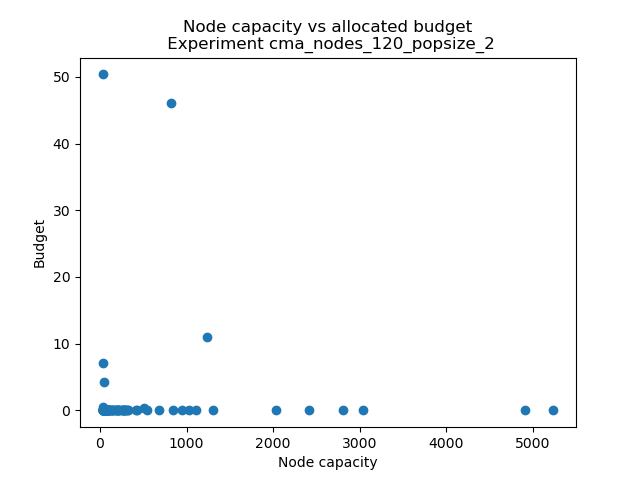 Node capacity vs allocated budget
Experiment cma_nodes_120_popsize_2
50
40
30
20
10
0
Budget
0 1000 2000 3000 4000 5000
Node capacity